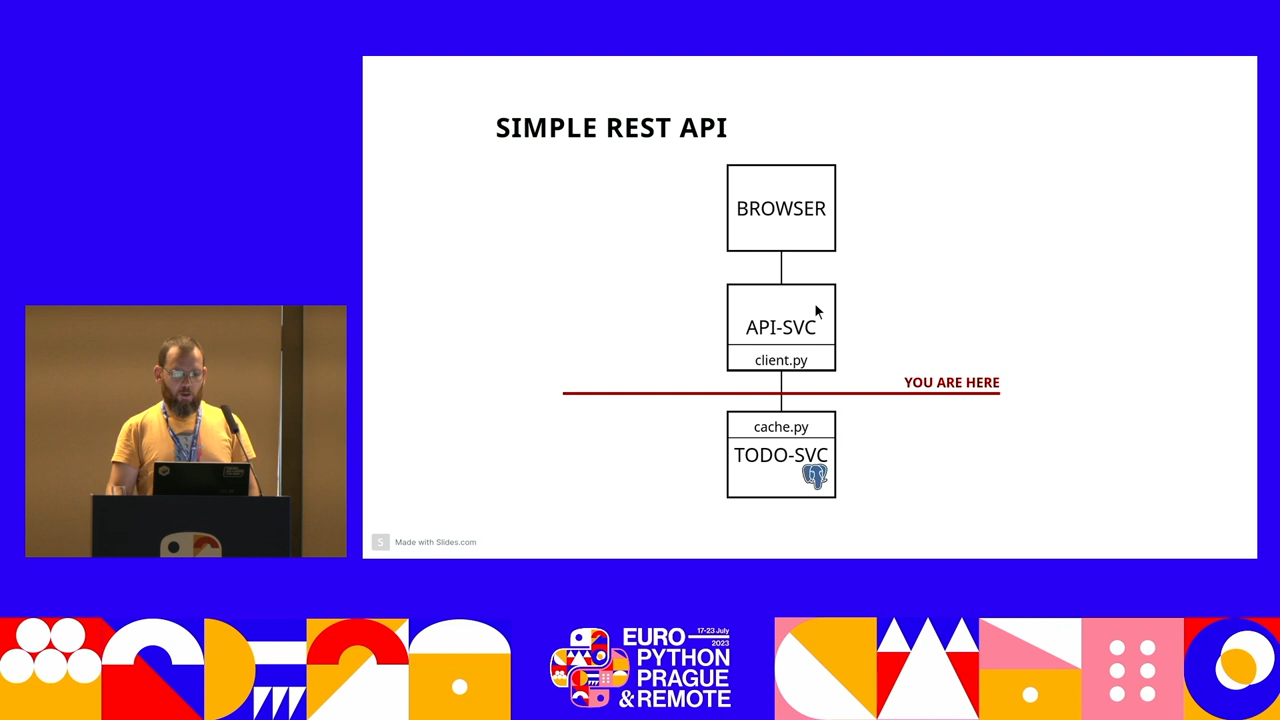 SIMPLE REST API
BROWSER
API-SVC
client.py
YOU ARE HERE
cache.py
TODO-SVC
S Made with Slides.com
EURO 17-23 July
2023
PYTHON
PRAGUE
& REMOTE